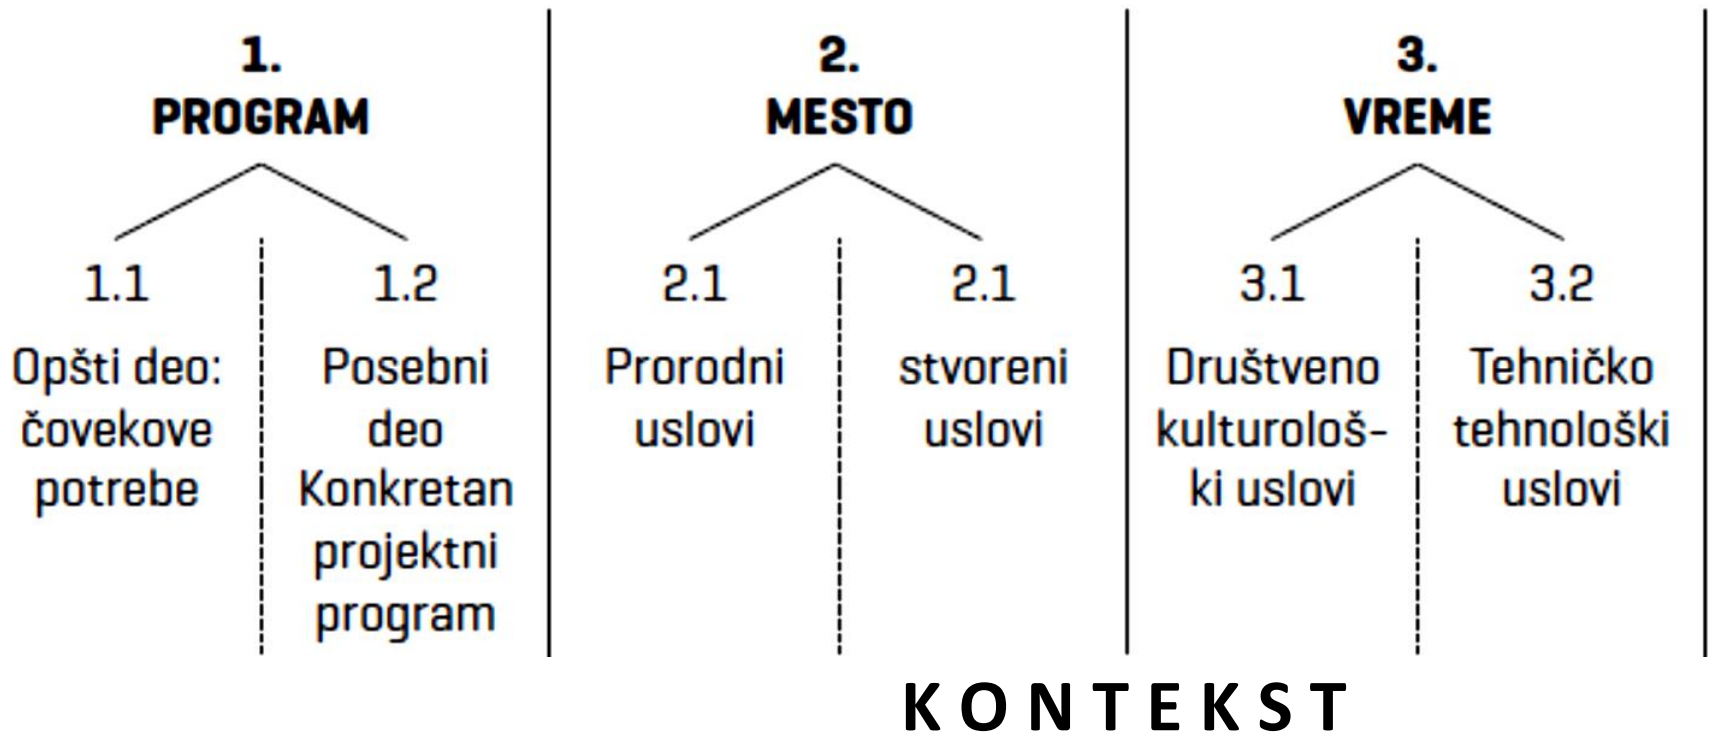 1.
PROGRAM
1.1
Opšti deo:
čovekove
potrebe
1.2
Posebni
deo
Konkretan
projektni
program
2.
MESTO
2.1
Prorodni
uslovi
2.1
stvoreni
uslovi
3.
VREME
3.1
Društveno
kulturološ-
ki uslovi
3.2
Tehničko
tehnološki
uslovi
KONTEKST